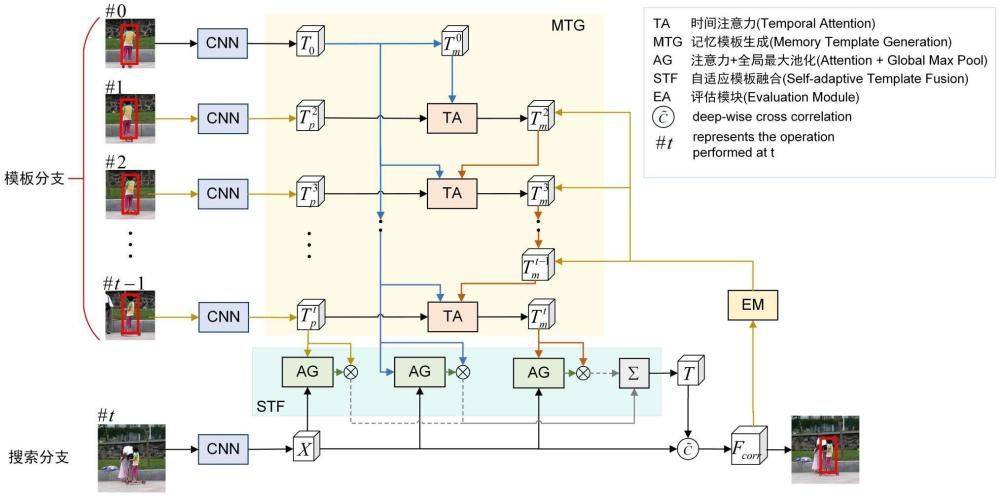 #0
CNN
T_0
T_m^0
MTG
#1
CNN
T_p^2
TA
T_m^2
#2
模板分支
CNN
T_p^3
TA
T_m^3
T_m^{t-1}
#t-1
CNN
T_p^t
TA
T_m^t
EM
AG
AG
AG
Σ
T
STF
#t
搜索分支
CNN
X
C̃
F_corr
TA 时间注意力(Temporal Attention)
MTG 记忆模板生成(Memory Template Generation)
AG 注意力+全局最大池化(Attention + Global Max Pool)
STF 自适应模板融合(Self-adaptive Template Fusion)
EA 评估模块(Evaluation Module)
C̃ deep-wise cross correlation
#t represents the operation
performed at t